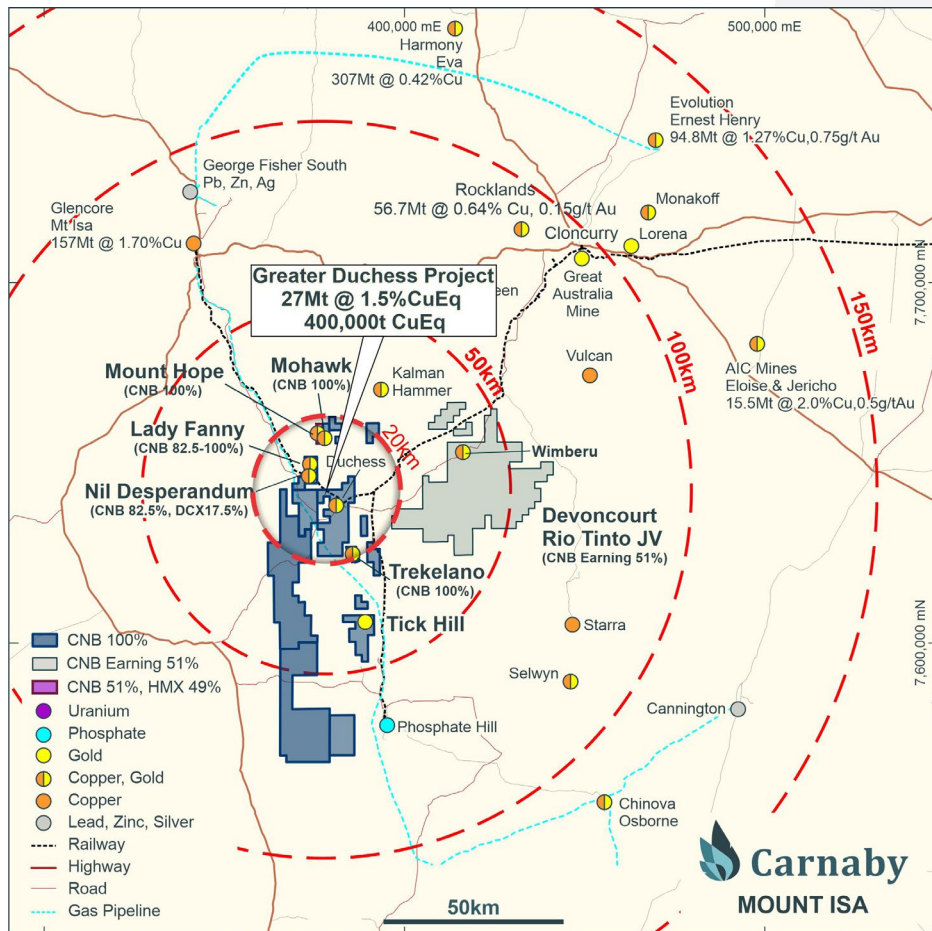 400,000 mE
500,000 mE
Harmony
Eva
307Mt @ 0.42%Cu
Evolution
Ernest Henry
94.8Mt @ 1.27%Cu,0.75g/t Au
George Fisher South
Pb, Zn, Ag
Rocklands
56.7Mt @ 0.64% Cu, 0.15g/t Au
Monakoff
Glencore
Mt Isa
157Mt @ 1.70%Cu
Cloncurry
Lorena
Great
Australia
Mine
Greater Duchess Project
27Mt @ 1.5%CuEq
400,000t CuEq
7,700,000 mN
150km
100km
50km
20km
Mount Hope
(CNB 100%)
Mohawk
(CNB 100%)
Kalman
Hammer
Vulcan
AIC Mines
Eloise & Jericho
15.5Mt @ 2.0%Cu,0.5g/tAu
Lady Fanny
(CNB 82.5-100%)
Duchess
Wimberu
Nil Desperandum
(CNB 82.5%, DCX17.5%)
Devoncourt
Rio Tinto JV
(CNB Earning 51%)
Trekelano
(CNB 100%)
Tick Hill
Starra
7,600,000 mN
Selwyn
Cannington
Phosphate Hill
Chinova
Osborne
CNB 100%
CNB Earning 51%
CNB 51%, HMX 49%
Uranium
Phosphate
Gold
Copper, Gold
Copper
Lead, Zinc, Silver
Railway
Highway
Road
Gas Pipeline
50km
Carnaby
MOUNT ISA